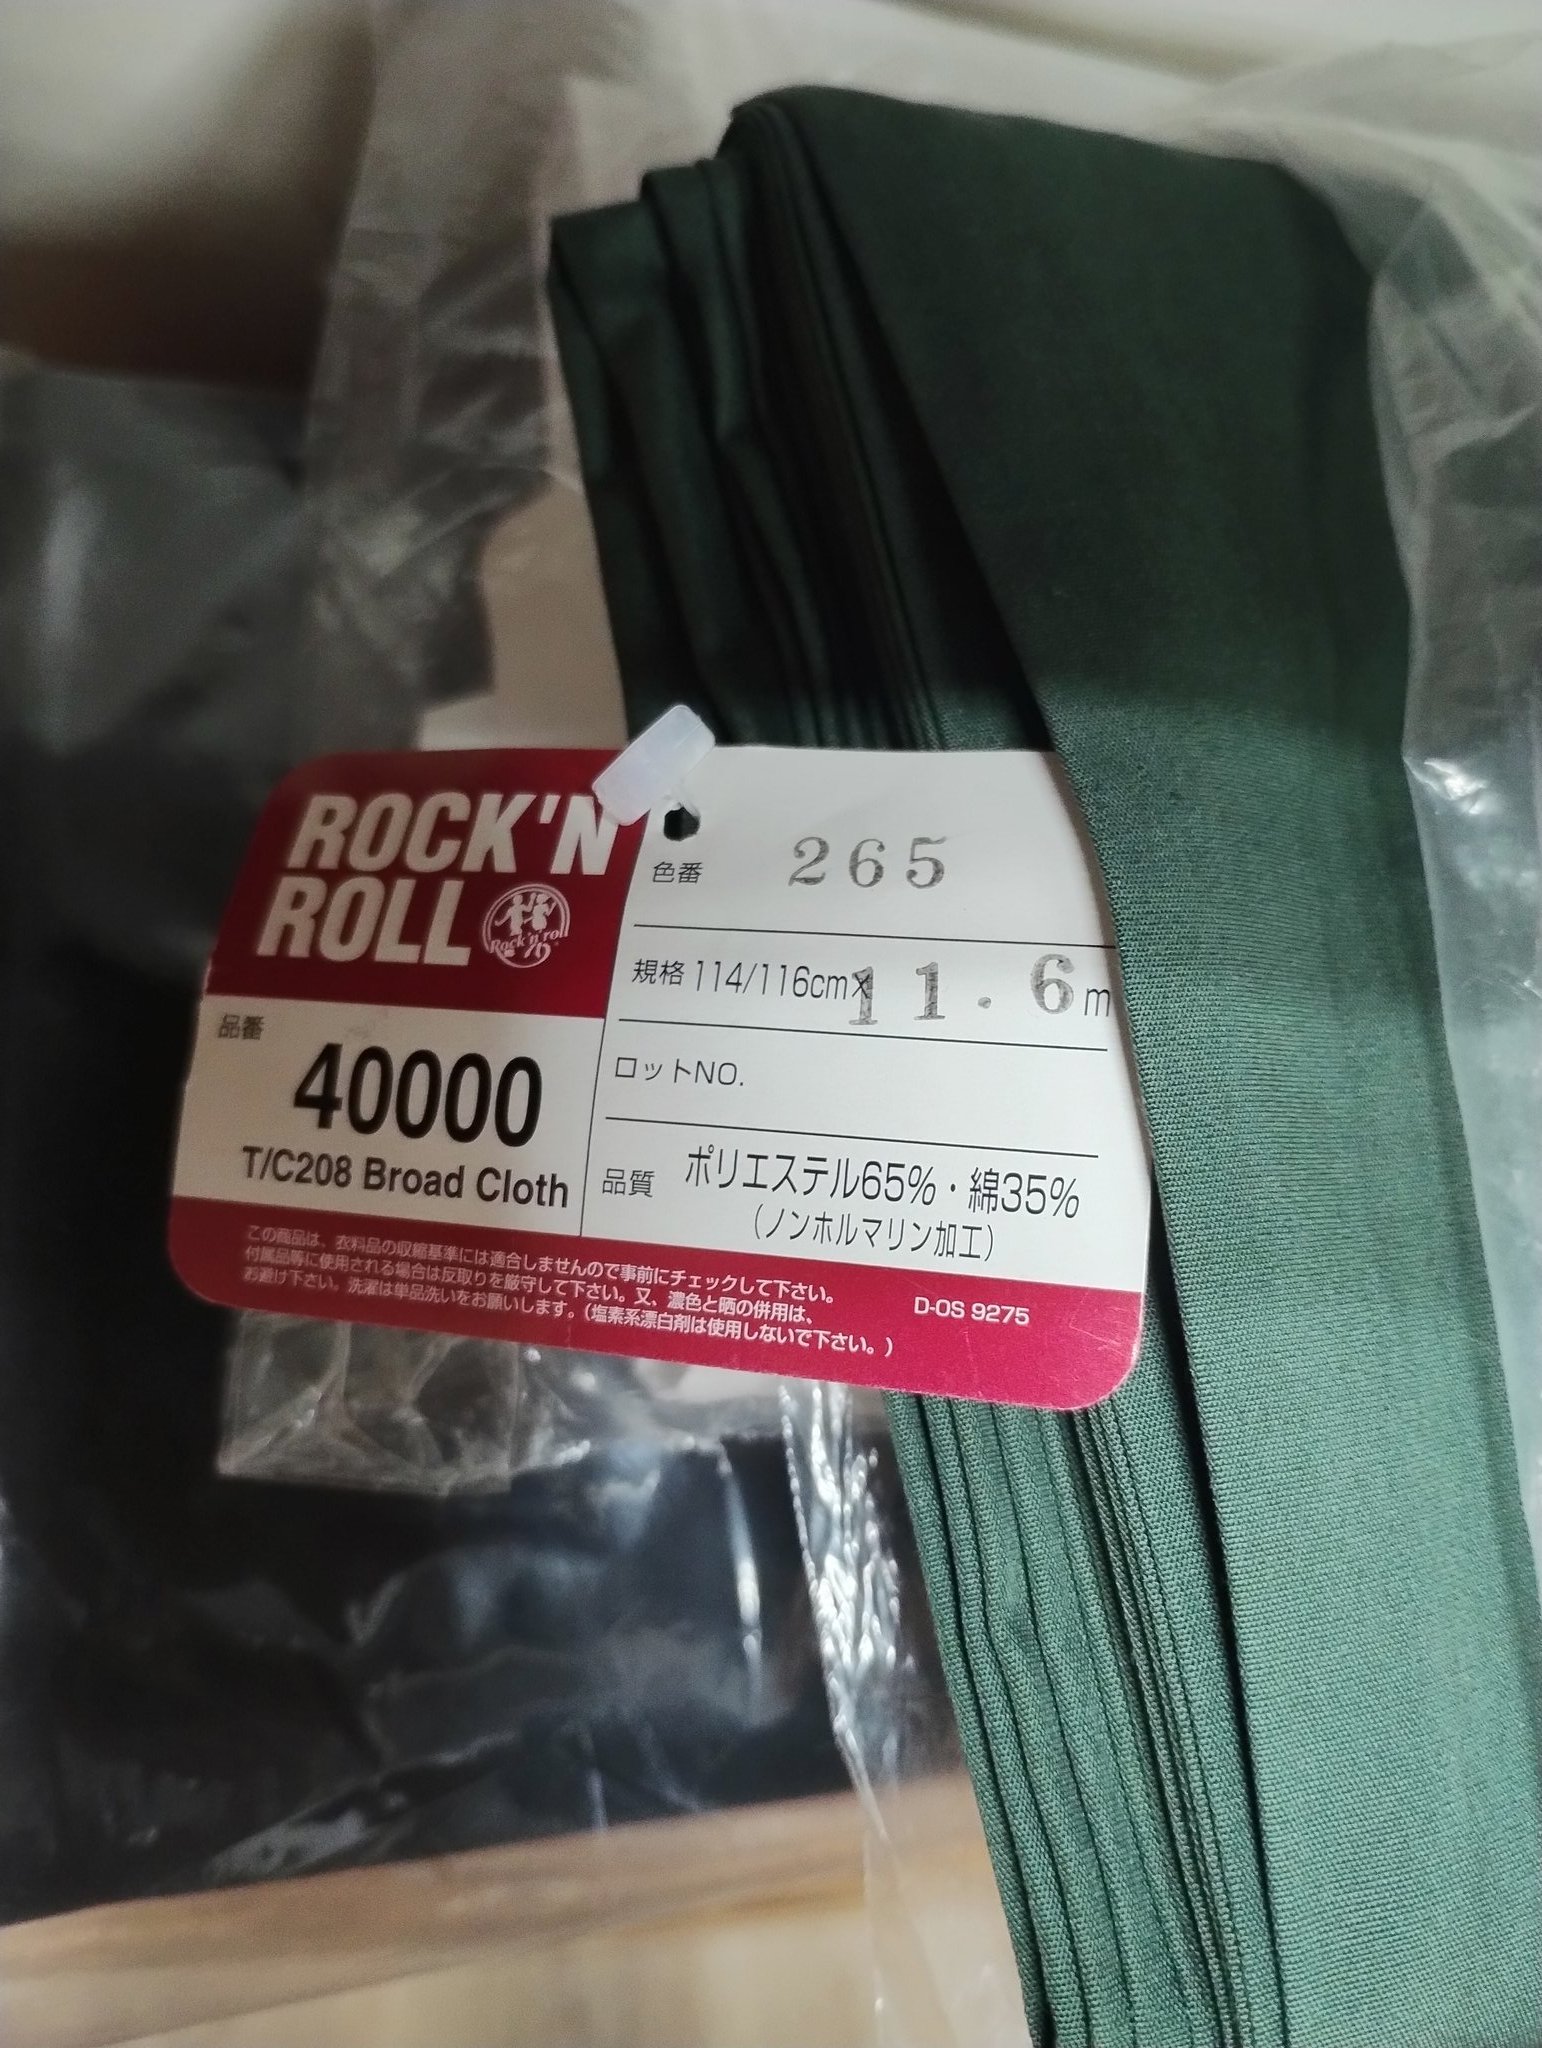 ROCK'N
ROLL
Rock'n'roll
品番
40000
T/C208 Broad Cloth
色番 265
規格 114/116cm× 11.6m
ロットNO.
品質 ポリエステル65%・綿35%
(ノンホルマリン加工)
この商品は、衣料品の収縮基準には適合しませんので事前にチェックして下さい。
付属品等に使用される場合は反取りを厳守して下さい。又、濃色と晒の併用は、
お避け下さい。洗濯は単品洗いをお願いします。(塩素系漂白剤は使用しないで下さい。)
D-OS 9275